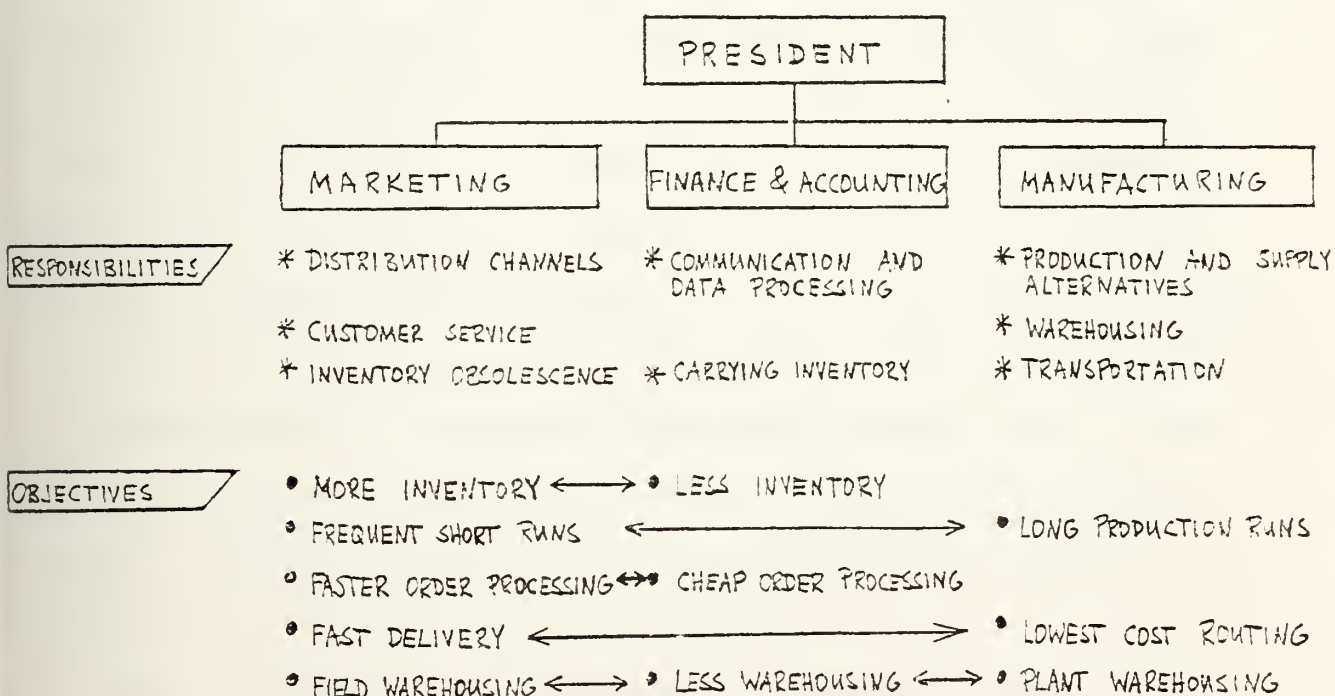 PRESIDENT
MARKETING
FINANCE & ACCOUNTING
MANUFACTURING
RESPONSIBILITIES
* DISTRIBUTION CHANNELS
* COMMUNICATION AND
DATA PROCESSING
* PRODUCTION AND SUPPLY
ALTERNATIVES
* CUSTOMER SERVICE
* WAREHOUSING
* INVENTORY OBSOLESCENCE
* CARRYING INVENTORY
* TRANSPORTATION
OBJECTIVES
• MORE INVENTORY ↔ • LESS INVENTORY
• FREQUENT SHORT RUNS ↔ • LONG PRODUCTION RUNS
• FASTER ORDER PROCESSING ↔ • CHEAP ORDER PROCESSING
• FAST DELIVERY ↔ • LOWEST COST ROUTING
• FIELD WAREHOUSING ↔ • LESS WAREHOUSING ↔ • PLANT WAREHOUSING